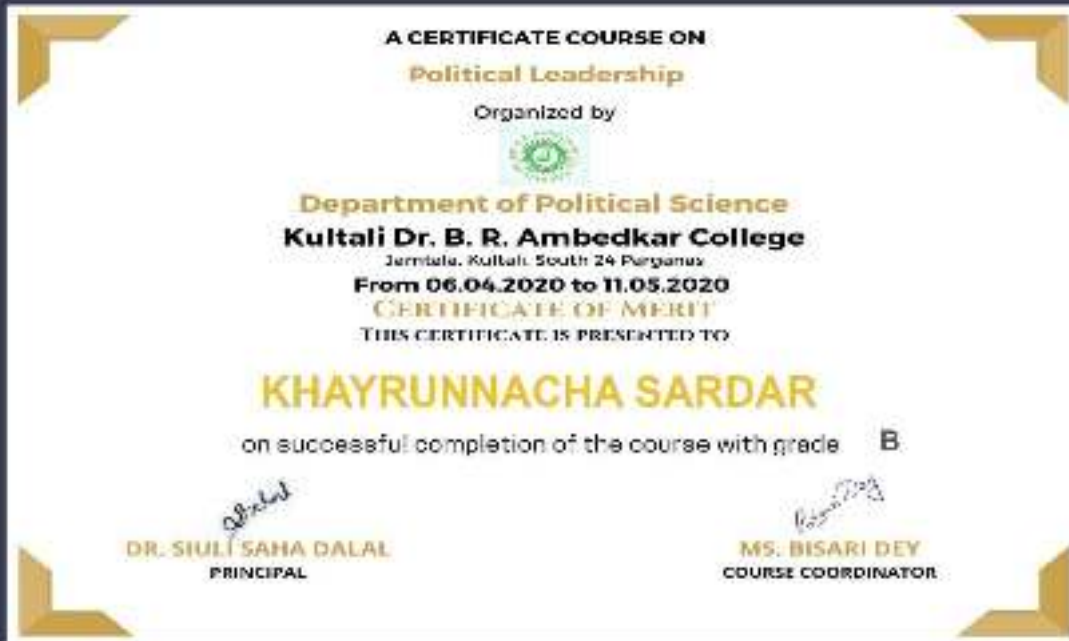 A CERTIFICATE COURSE ON
Political Leadership
Organized by
Department of Political Science
Kultali Dr. B. R. Ambedkar College
Jamtala, Kultali, South 24 Parganas
From 06.04.2020 to 11.05.2020
CERTIFICATE OF MERIT
THIS CERTIFICATE IS PRESENTED TO
KHAYRUNNACHA SARDAR
on successful completion of the course with grade B
DR. SIULI SAHA DALAL
PRINCIPAL
MS. BISARI DEY
COURSE COORDINATOR